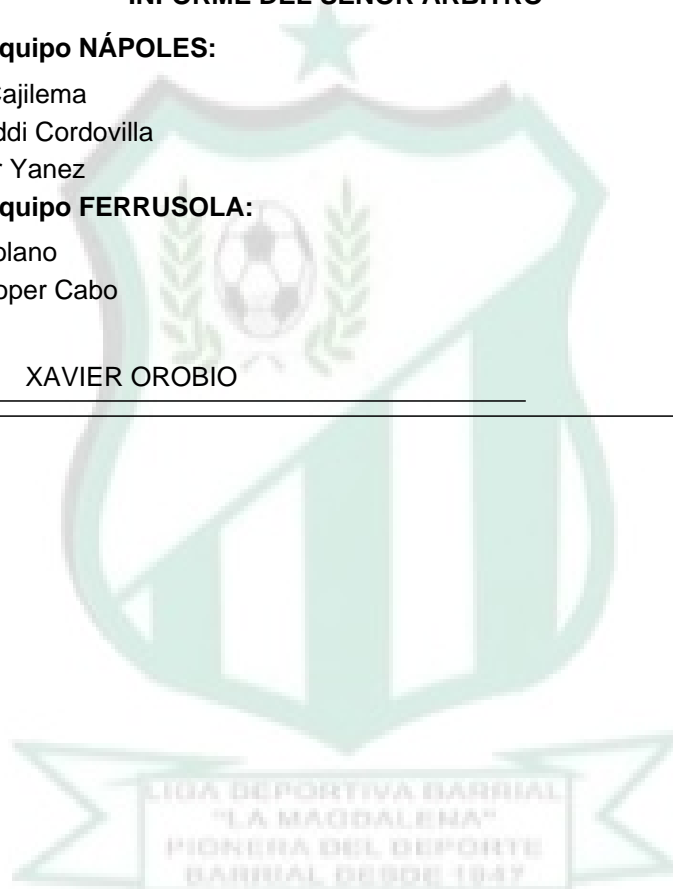 INFORME DEL SEÑOR ARBITRO
quipo NÁPOLES:
Cajilema
ddi Cordovilla
r Yanez
quipo FERRUSOLA:
olano
oper Cabo
XAVIER OROBIO
LIGA DEPORTIVA BARRIAL
"LA MAGDALENA"
PIONERA DEL DEPORTE
BARRIAL DESDE 1947